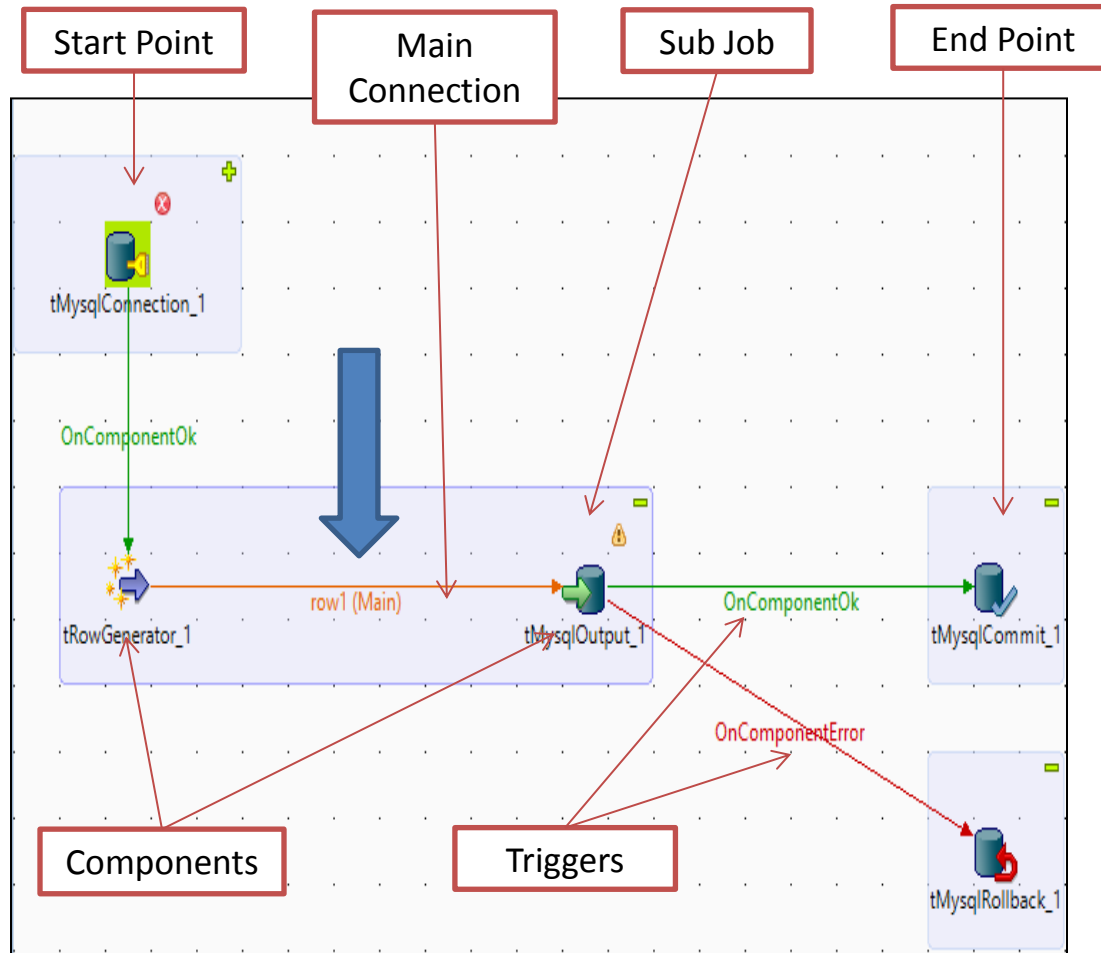 Start Point
Main
Connection
Sub Job
End Point
tMysqlConnection_1
OnComponentOk
row1 (Main)
OnComponentOk
tRowGenerator_1
tMysqlOutput_1
tMysqlCommit_1
OnComponentError
Components
Triggers
tMysqlRollback_1